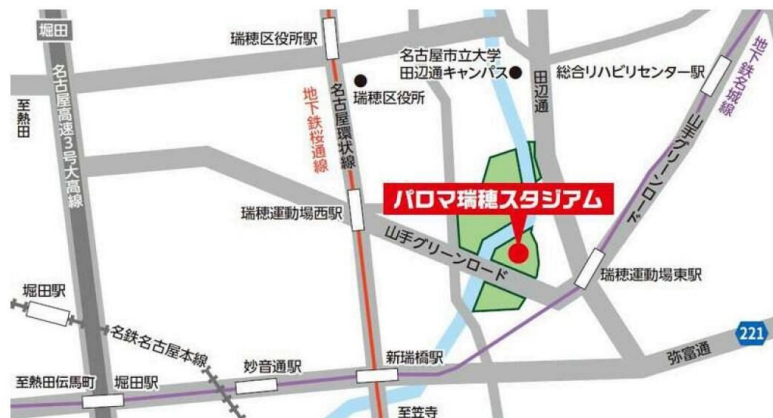 堀田
瑞穂区役所駅
名古屋市立大学
田辺通キャンパス
田辺通
総合リハビリセンター駅
地下鉄名城線
至熱田
名古屋高速3号大高線
地下鉄桜通線
名古屋環状線
瑞穂区役所
山手グリーンロード
パロマ瑞穂スタジアム
瑞穂運動場西駅
山手グリーンロード
瑞穂運動場東駅
堀田駅
名鉄名古屋本線
221
弥富通
妙音通駅
新瑞橋駅
至熱田伝馬町
堀田駅
至笠寺